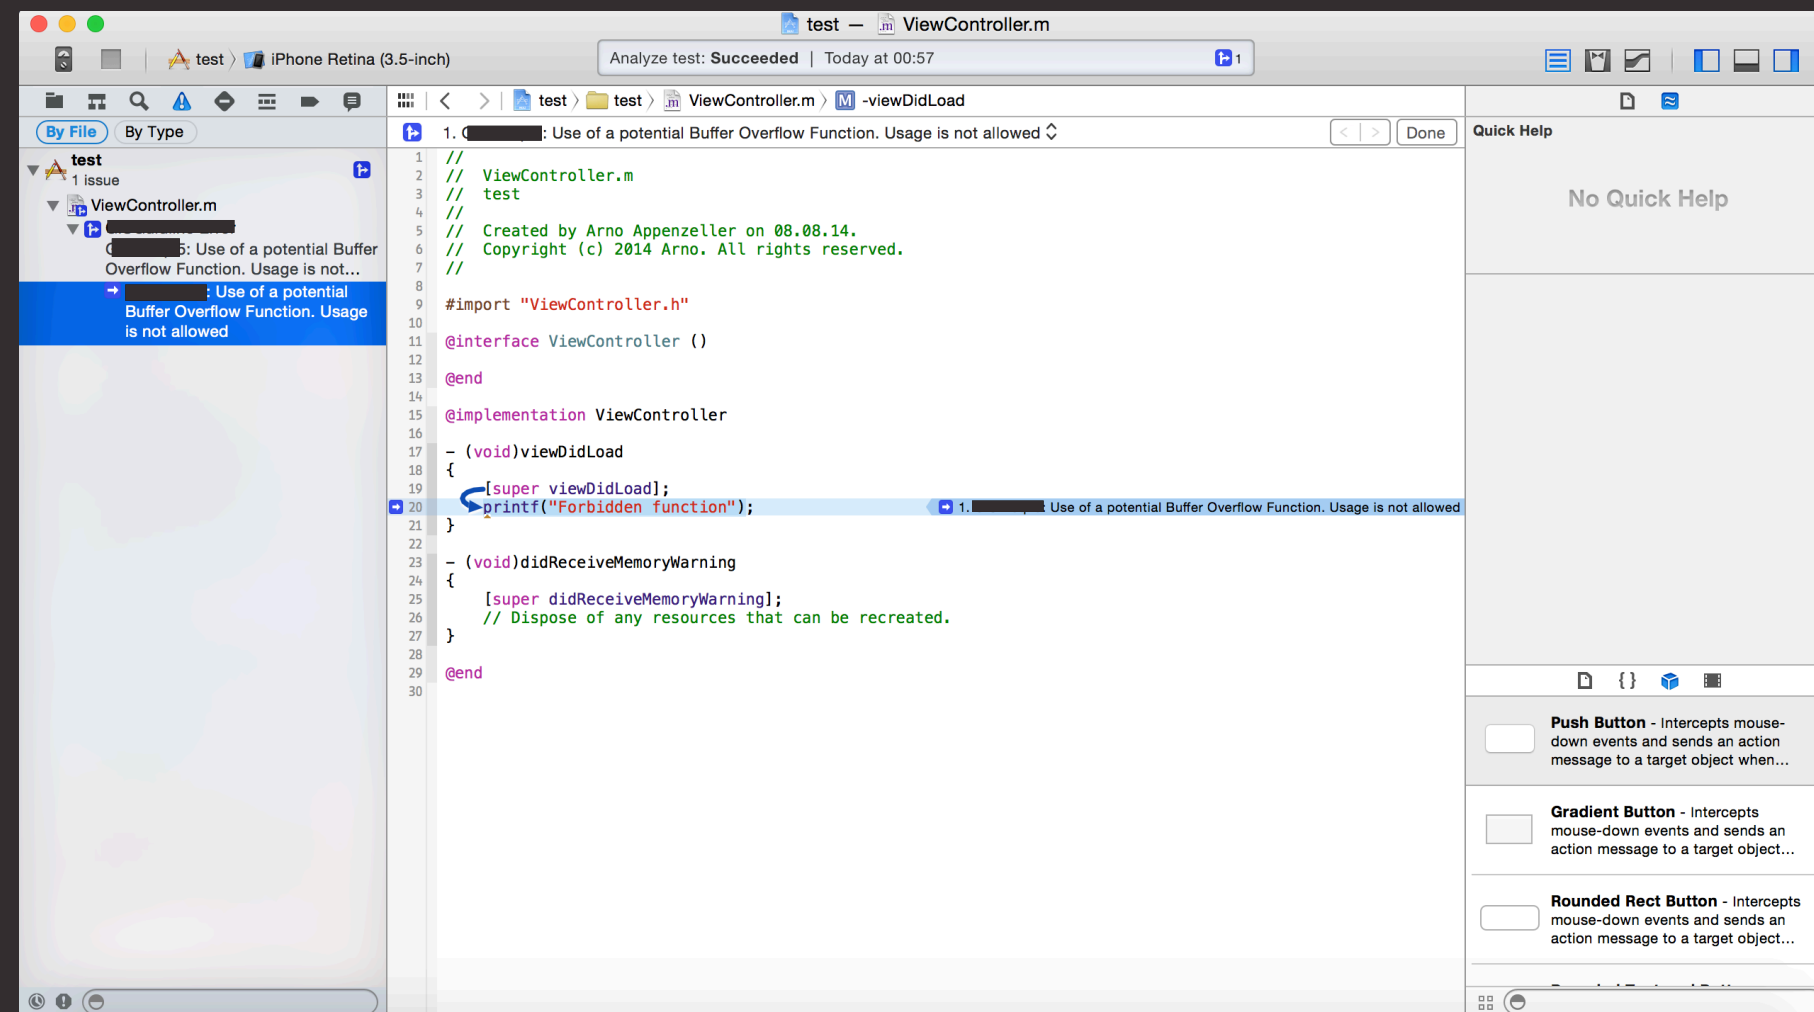 test — ViewController.m
test 〉 iPhone Retina (3.5-inch)
Analyze test: Succeeded | Today at 00:57
1
By File By Type
test
1 issue
ViewController.m
5: Use of a potential Buffer
Overflow Function. Usage is not...
: Use of a potential
Buffer Overflow Function. Usage
is not allowed
test 〉 test 〉 ViewController.m 〉 M -viewDidLoad
1. : Use of a potential Buffer Overflow Function. Usage is not allowed
Done
1 //
2 //  ViewController.m
3 //  test
4 //
5 //  Created by Arno Appenzeller on 08.08.14.
6 //  Copyright (c) 2014 Arno. All rights reserved.
7 //
8
9 #import "ViewController.h"
10
11 @interface ViewController ()
12
13 @end
14
15 @implementation ViewController
16
17 - (void)viewDidLoad
18 {
19     [super viewDidLoad];
20     printf("Forbidden function");
1. : Use of a potential Buffer Overflow Function. Usage is not allowed
21 }
22
23 - (void)didReceiveMemoryWarning
24 {
25     [super didReceiveMemoryWarning];
26     // Dispose of any resources that can be recreated.
27 }
28
29 @end
30
Quick Help
No Quick Help
{ }
Push Button - Intercepts mouse-
down events and sends an action
message to a target object when...
Gradient Button - Intercepts
mouse-down events and sends an
action message to a target object...
Rounded Rect Button - Intercepts
mouse-down events and sends an
action message to a target object...